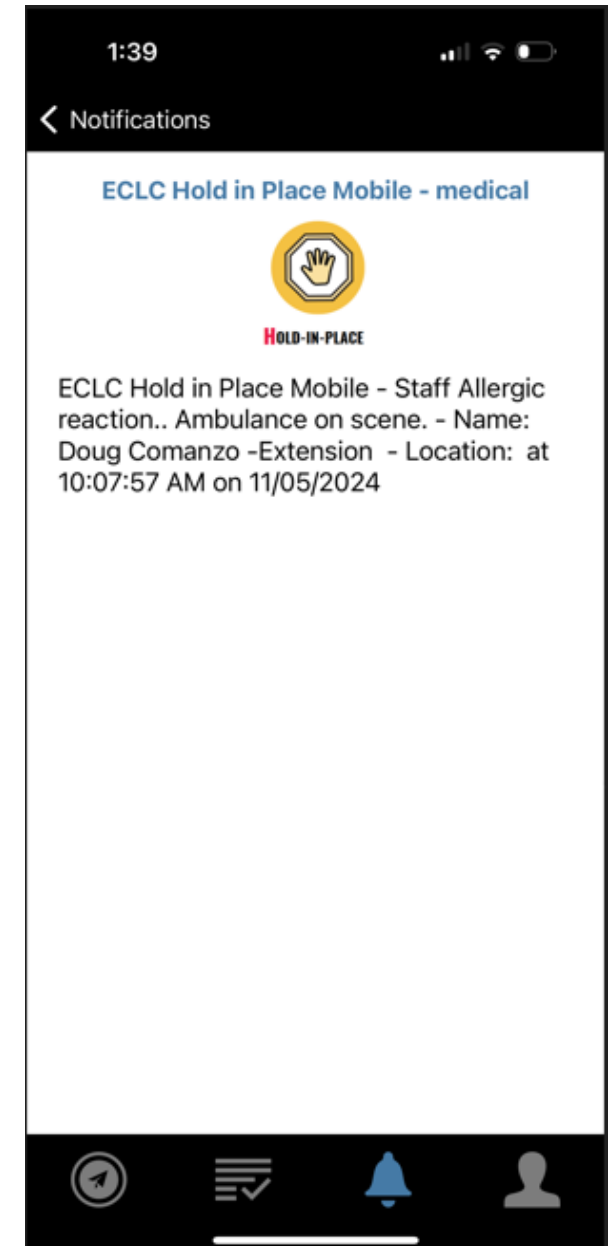 1:39
Notifications
ECLC Hold in Place Mobile - medical
HOLD-IN-PLACE
ECLC Hold in Place Mobile - Staff Allergic
reaction.. Ambulance on scene. - Name:
Doug Comanzo -Extension  - Location:  at
10:07:57 AM on 11/05/2024